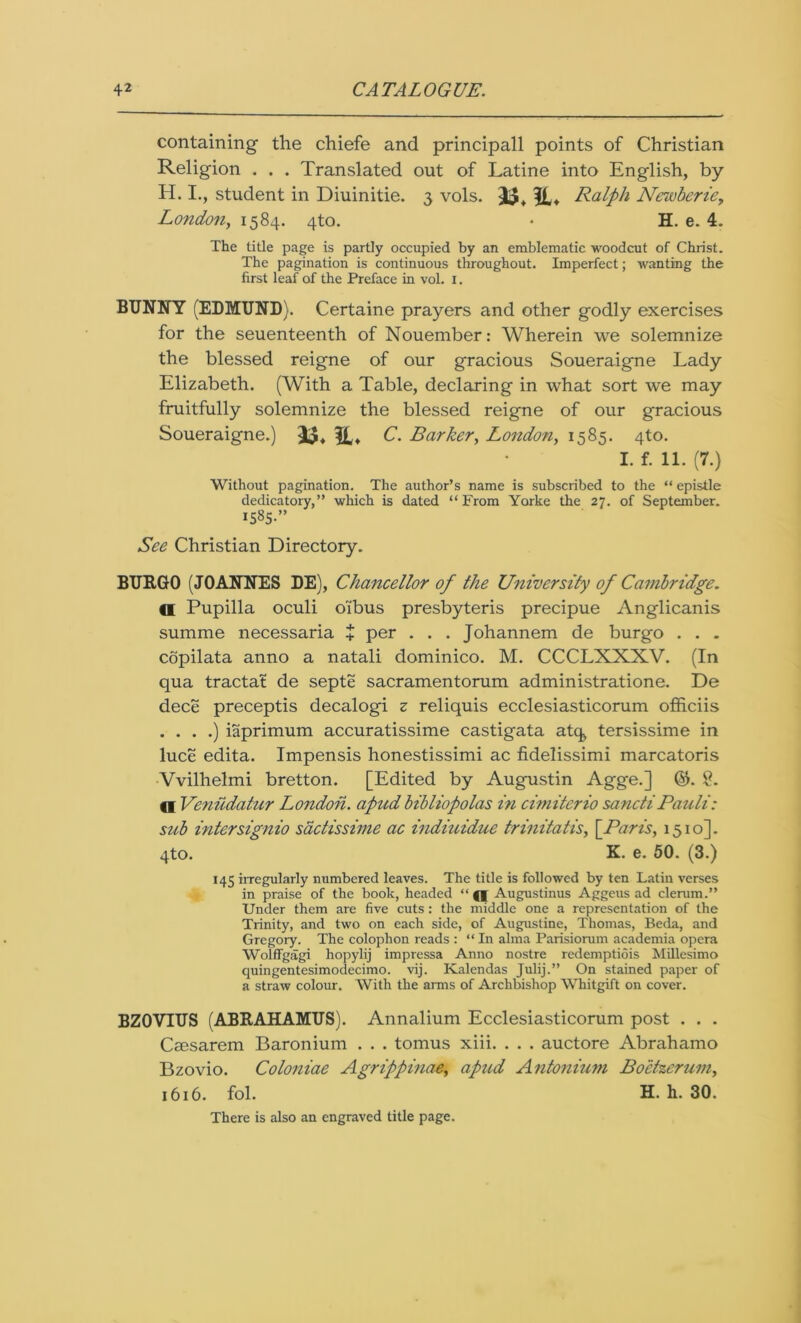 42 CATALOGUE.
containing the chiefe and principall points of Christian
Religion . . . Translated out of Latine into English, by
H. I., student in Diuinitie. 3 vols. 𝕭. 𝕷. Ralph Newberie,
London, 1584. 4to. H. e. 4.
The title page is partly occupied by an emblematic woodcut of Christ.
The pagination is continuous throughout. Imperfect; wanting the
first leaf of the Preface in vol. 1.
BUNNY (EDMUND). Certaine prayers and other godly exercises
for the seuenteenth of Nouember: Wherein we solemnize
the blessed reigne of our gracious Soueraigne Lady
Elizabeth. (With a Table, declaring in what sort we may
fruitfully solemnize the blessed reigne of our gracious
Soueraigne.) 𝕭. 𝕷. C. Barker, London, 1585. 4to.
I. f. 11. (7.)
Without pagination. The author's name is subscribed to the “epistle
dedicatory,” which is dated “From Yorke the 27. of September.
1585.”
See Christian Directory.
BURGO (JOANNES DE), Chancellor of the University of Cambridge.
¶ Pupilla oculi oībus presbyteris precipue Anglicanis
summe necessaria ⁒ per . . . Johannem de burgo . . .
cōpilata anno a natali dominico. M. CCCLXXXV. (In
qua tractat̄ de septē sacramentorum administratione. De
decē preceptis decalogi z reliquis ecclesiasticorum officiis
. . . .) iāprimum accuratissime castigata atq̨ tersissime in
lucē edita. Impensis honestissimi ac fidelissimi marcatoris
Vvilhelmi bretton. [Edited by Augustin Agge.] 𝕲. 𝕷.
¶ Venūdatur Londoñ. apud bibliopolas in cimiterio sancti Pauli:
sub intersignio sāctissime ac indiuidue trinitatis, [Paris, 1510].
4to. K. e. 50. (3.)
145 irregularly numbered leaves. The title is followed by ten Latin verses
in praise of the book, headed “¶ Augustinus Aggeus ad clerum.”
Under them are five cuts: the middle one a representation of the
Trinity, and two on each side, of Augustine, Thomas, Beda, and
Gregory. The colophon reads: “In alma Parisiorum academia opera
Wolffgāgi hopylij impressa Anno nostre redemptiōis Millesimo
quingentesimodecimo. vij. Kalendas Julij.” On stained paper of
a straw colour. With the arms of Archbishop Whitgift on cover.
BZOVIUS (ABRAHAMUS). Annalium Ecclesiasticorum post . . .
Cæsarem Baronium . . . tomus xiii. . . . auctore Abrahamo
Bzovio. Coloniae Agrippinae, apud Antonium Boëtzerum,
1616. fol. H. h. 30.
There is also an engraved title page.